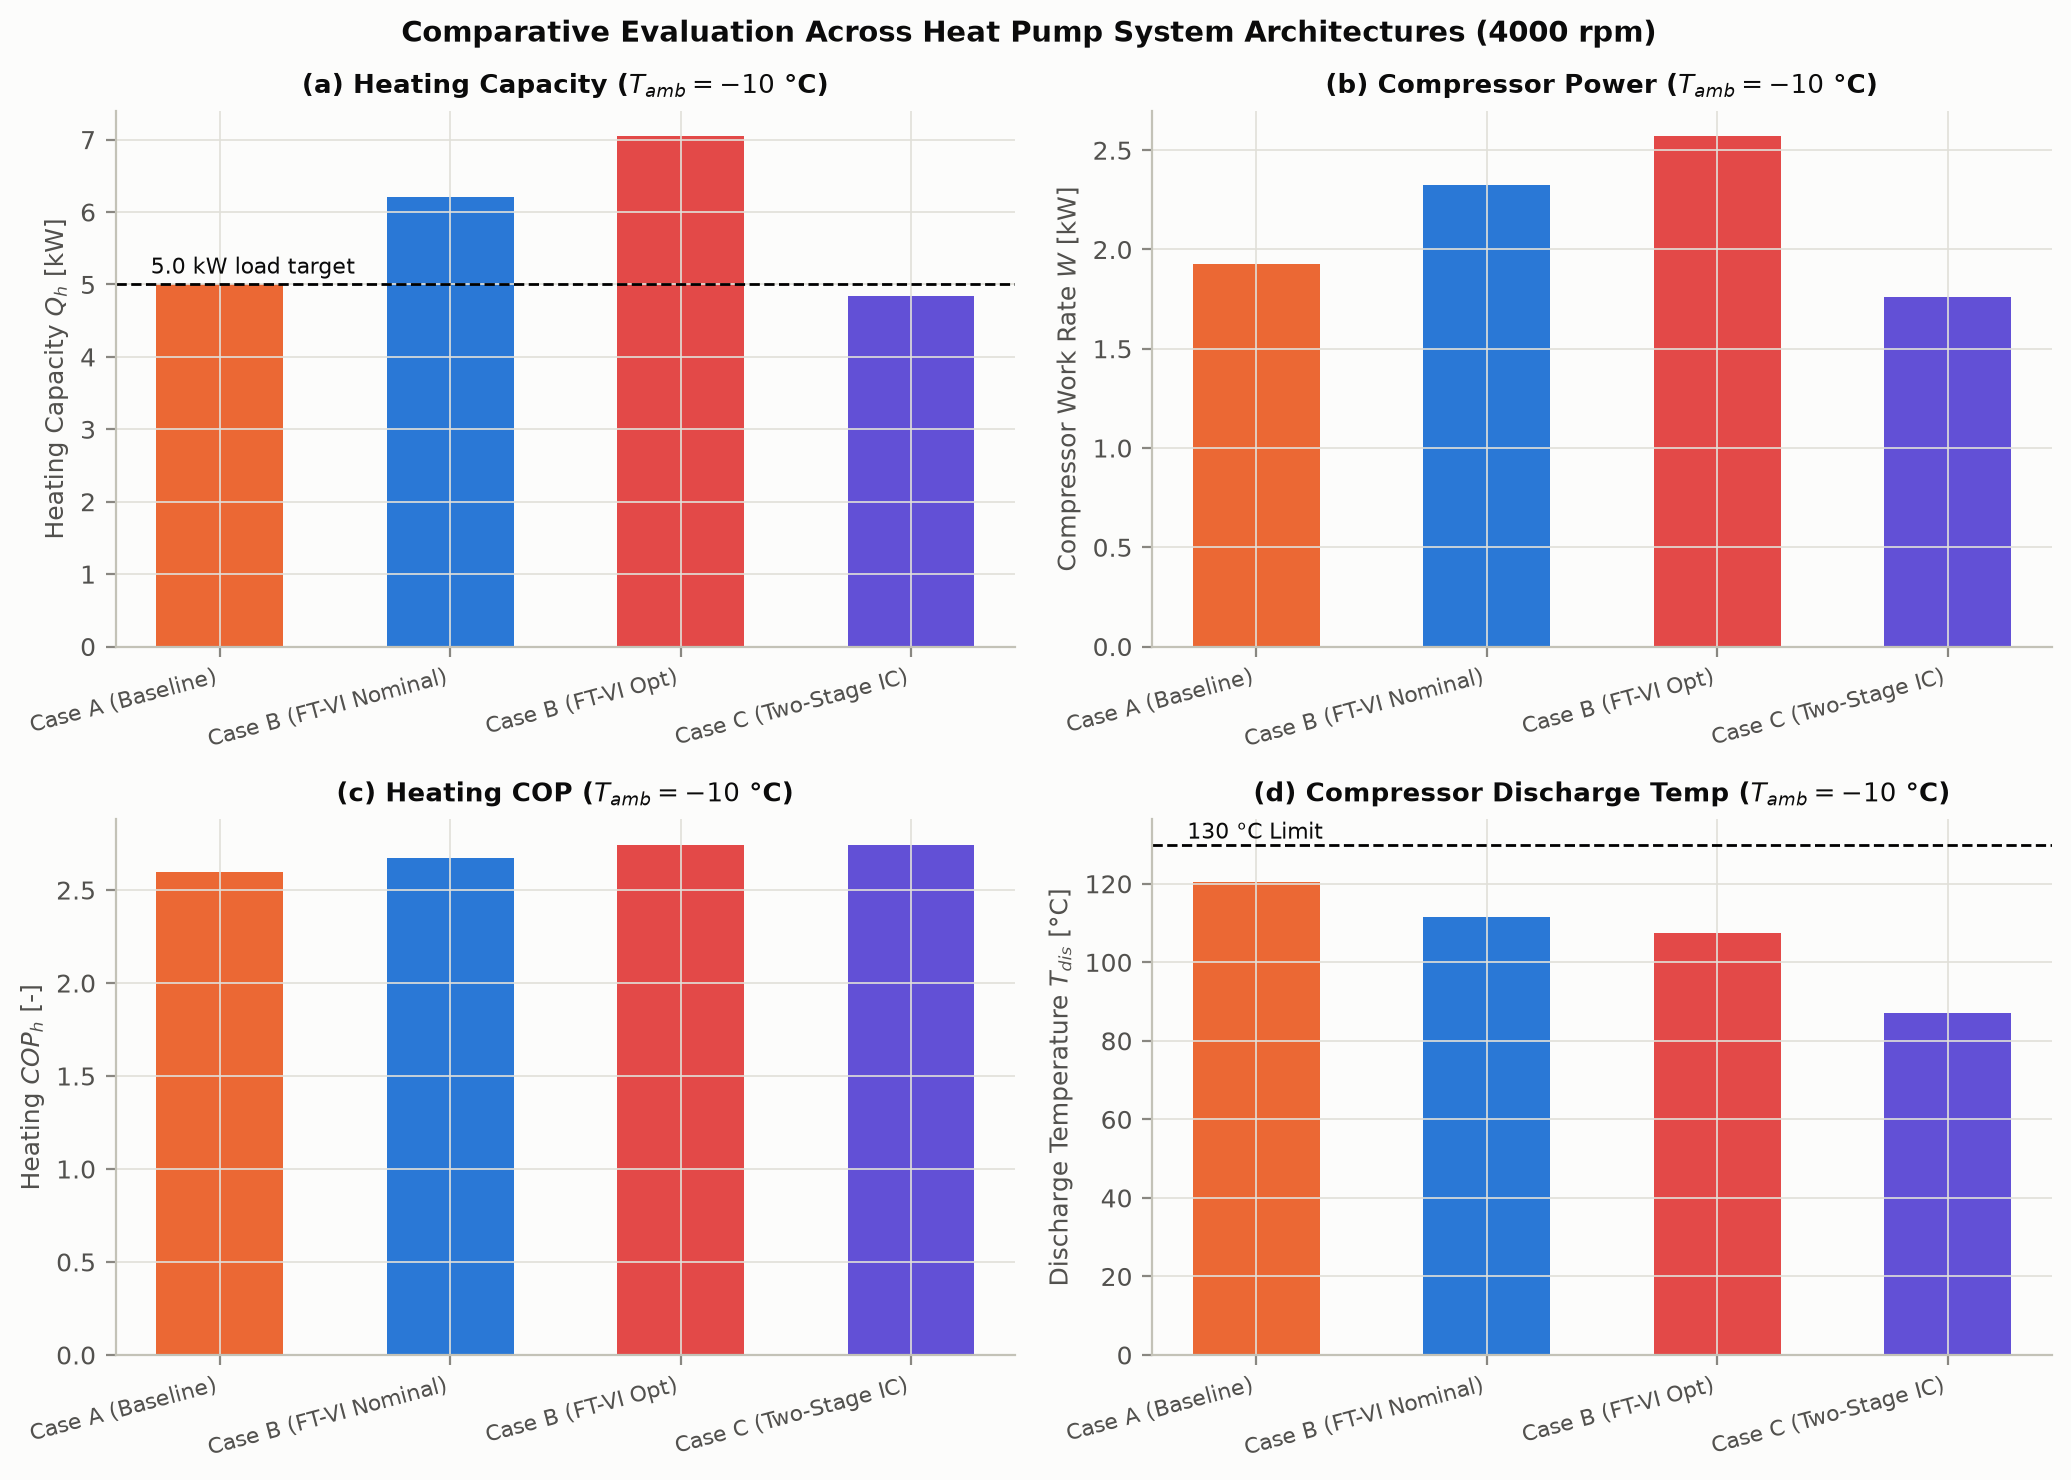 Comparative Evaluation Across Heat Pump System Architectures (4000 rpm)
(a) Heating Capacity (T_amb = −10 °C)
Heating Capacity Q_h [kW]
7
6
5
4
3
2
1
0
5.0 kW load target
Case A (Baseline)
Case B (FT-VI Nominal)
Case B (FT-VI Opt)
Case C (Two-Stage IC)
(b) Compressor Power (T_amb = −10 °C)
Compressor Work Rate W [kW]
2.5
2.0
1.5
1.0
0.5
0.0
Case A (Baseline)
Case B (FT-VI Nominal)
Case B (FT-VI Opt)
Case C (Two-Stage IC)
(c) Heating COP (T_amb = −10 °C)
Heating COP_h [-]
2.5
2.0
1.5
1.0
0.5
0.0
Case A (Baseline)
Case B (FT-VI Nominal)
Case B (FT-VI Opt)
Case C (Two-Stage IC)
(d) Compressor Discharge Temp (T_amb = −10 °C)
Discharge Temperature T_dis [°C]
130 °C Limit
120
100
80
60
40
20
0
Case A (Baseline)
Case B (FT-VI Nominal)
Case B (FT-VI Opt)
Case C (Two-Stage IC)